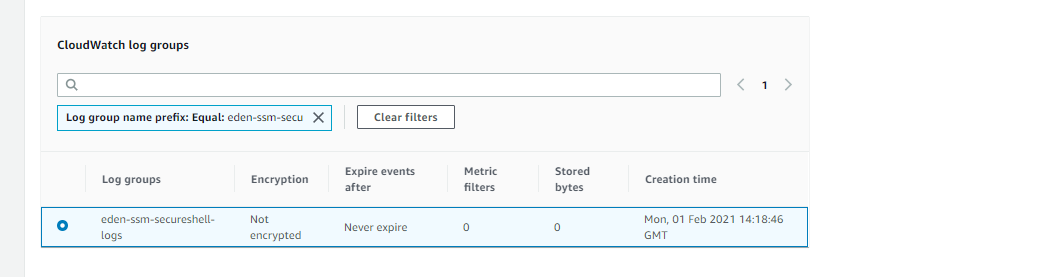 CloudWatch log groups
1
Log group name prefix: Equal: eden-ssm-secu
Clear filters
Log groups
Encryption
Expire events
after
Metric
filters
Stored
bytes
Creation time
eden-ssm-secureshell-
logs
Not
encrypted
Never expire
0
0
Mon, 01 Feb 2021 14:18:46
GMT